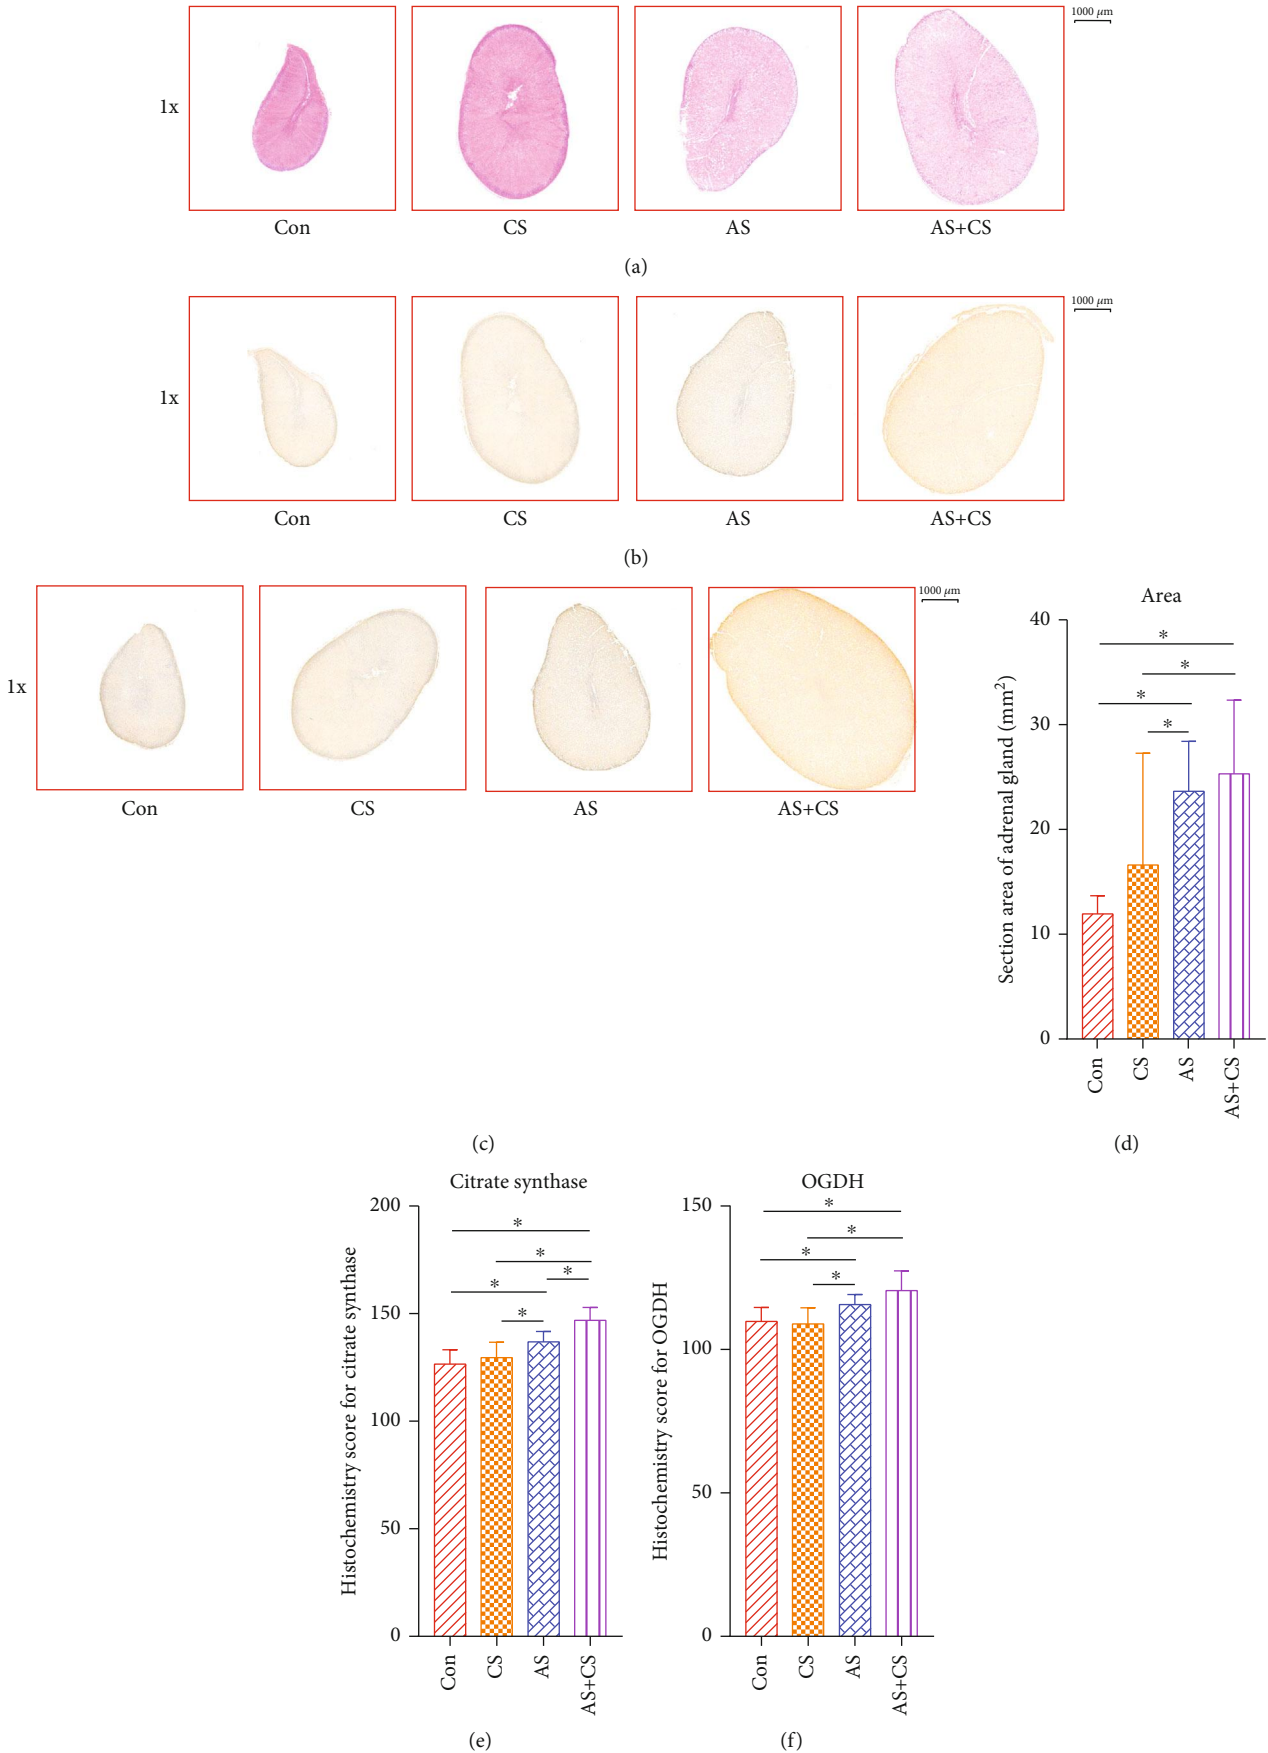 1000 μm
1x
Con CS AS AS+CS
(a)
1000 μm
1x
Con CS AS AS+CS
(b)
1000 μm
1x
Con CS AS AS+CS
(c)
Area
Section area of adrenal gland (mm²)
40
30
20
10
0
* * * *
Con CS AS AS+CS
(d)
Citrate synthase
Histochemistry score for citrate synthase
200
150
100
50
0
* * * * *
Con CS AS AS+CS
(e)
OGDH
Histochemistry score for OGDH
150
100
50
0
* * * *
Con CS AS AS+CS
(f)